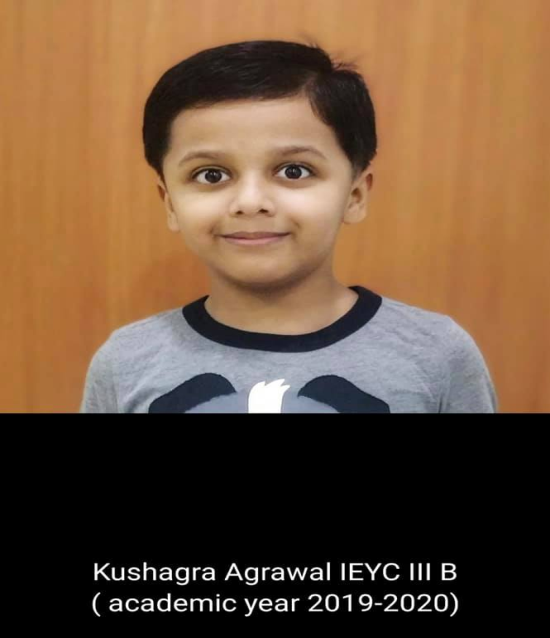 Kushagra Agrawal IEYC III B
( academic year 2019-2020)